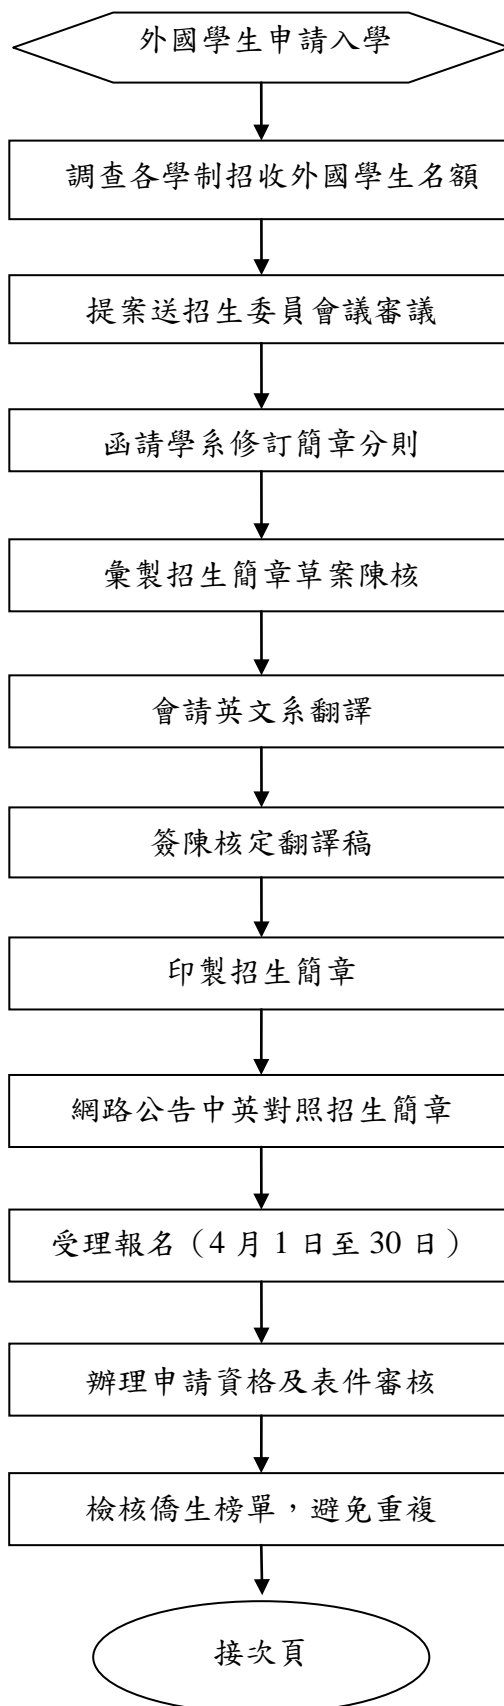 外國學生申請入學
調查各學制招收外國學生名額
提案送招生委員會議審議
函請學系修訂簡章分則
彙製招生簡章草案陳核
會請英文系翻譯
簽陳核定翻譯稿
印製招生簡章
網路公告中英對照招生簡章
受理報名（4 月 1 日至 30 日）
辦理申請資格及表件審核
檢核僑生榜單，避免重複
接次頁